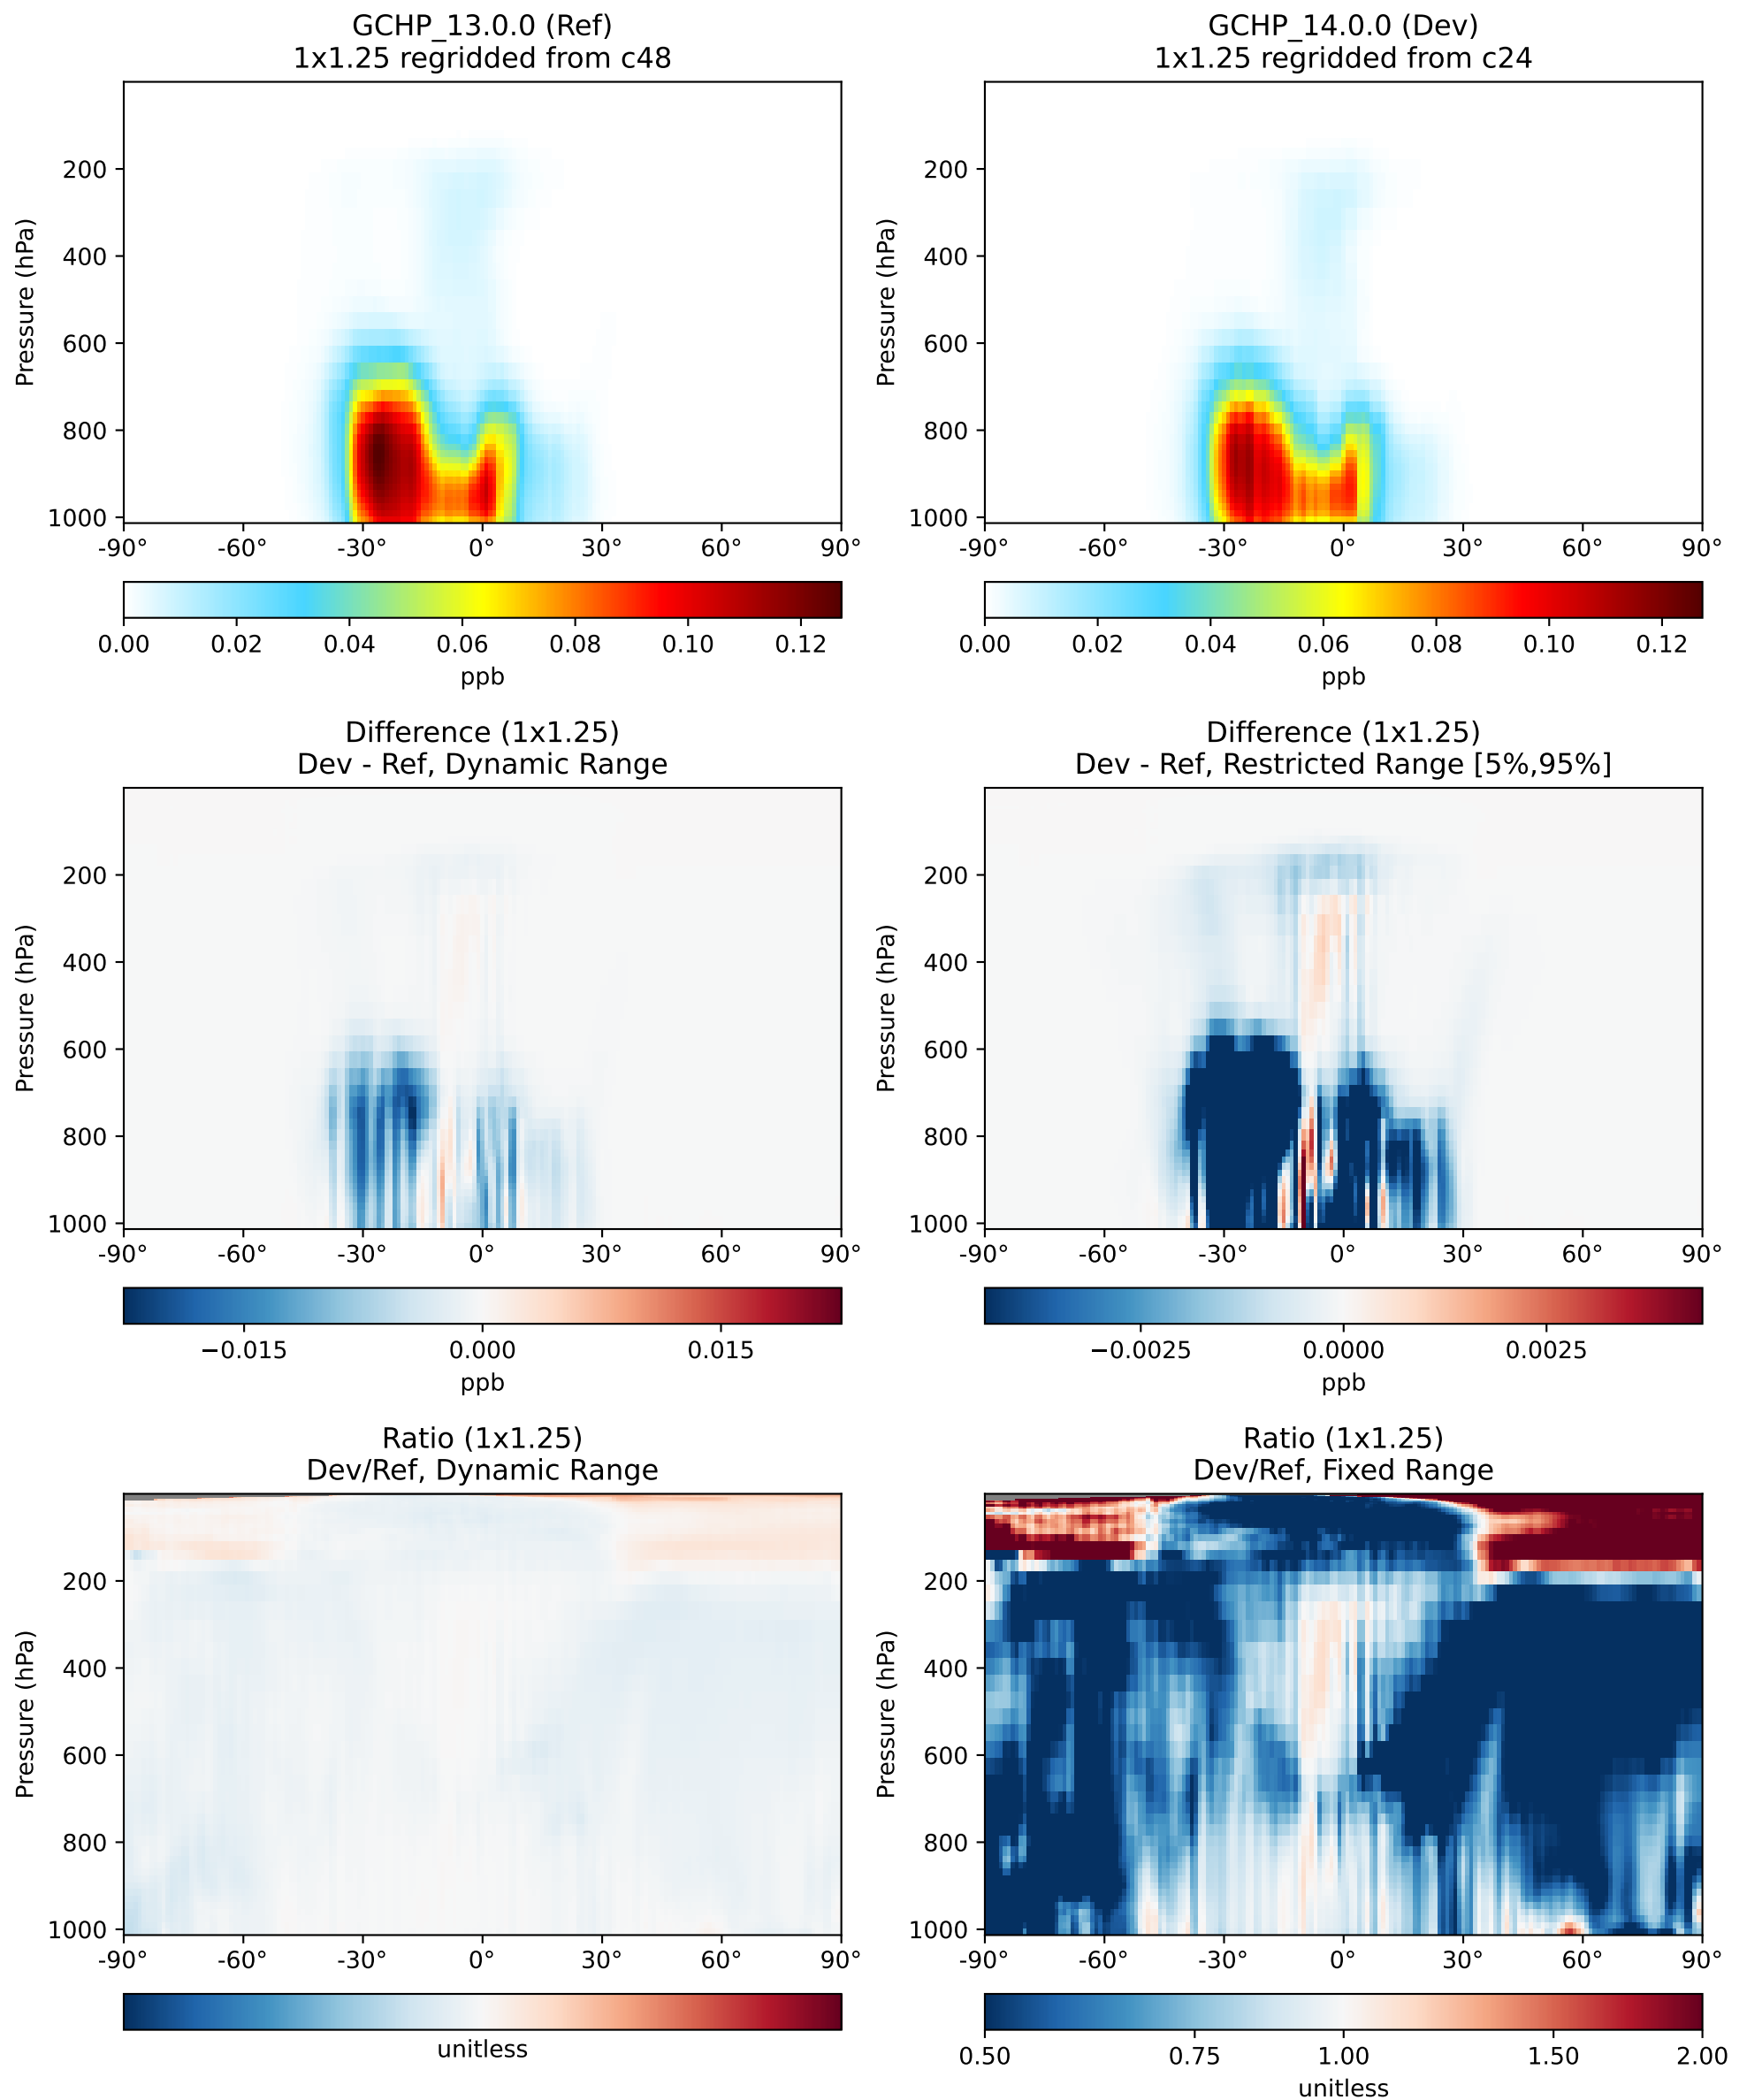 GCHP_13.0.0 (Ref)
1x1.25 regridded from c48
Pressure (hPa)
200
400
600
800
1000
-90° -60° -30° 0° 30° 60° 90°
0.00 0.02 0.04 0.06 0.08 0.10 0.12
ppb
GCHP_14.0.0 (Dev)
1x1.25 regridded from c24
Pressure (hPa)
200
400
600
800
1000
-90° -60° -30° 0° 30° 60° 90°
0.00 0.02 0.04 0.06 0.08 0.10 0.12
ppb
Difference (1x1.25)
Dev - Ref, Dynamic Range
Pressure (hPa)
200
400
600
800
1000
-90° -60° -30° 0° 30° 60° 90°
−0.015 0.000 0.015
ppb
Difference (1x1.25)
Dev - Ref, Restricted Range [5%,95%]
Pressure (hPa)
200
400
600
800
1000
-90° -60° -30° 0° 30° 60° 90°
−0.0025 0.0000 0.0025
ppb
Ratio (1x1.25)
Dev/Ref, Dynamic Range
Pressure (hPa)
200
400
600
800
1000
-90° -60° -30° 0° 30° 60° 90°
unitless
Ratio (1x1.25)
Dev/Ref, Fixed Range
Pressure (hPa)
200
400
600
800
1000
-90° -60° -30° 0° 30° 60° 90°
0.50 0.75 1.00 1.50 2.00
unitless